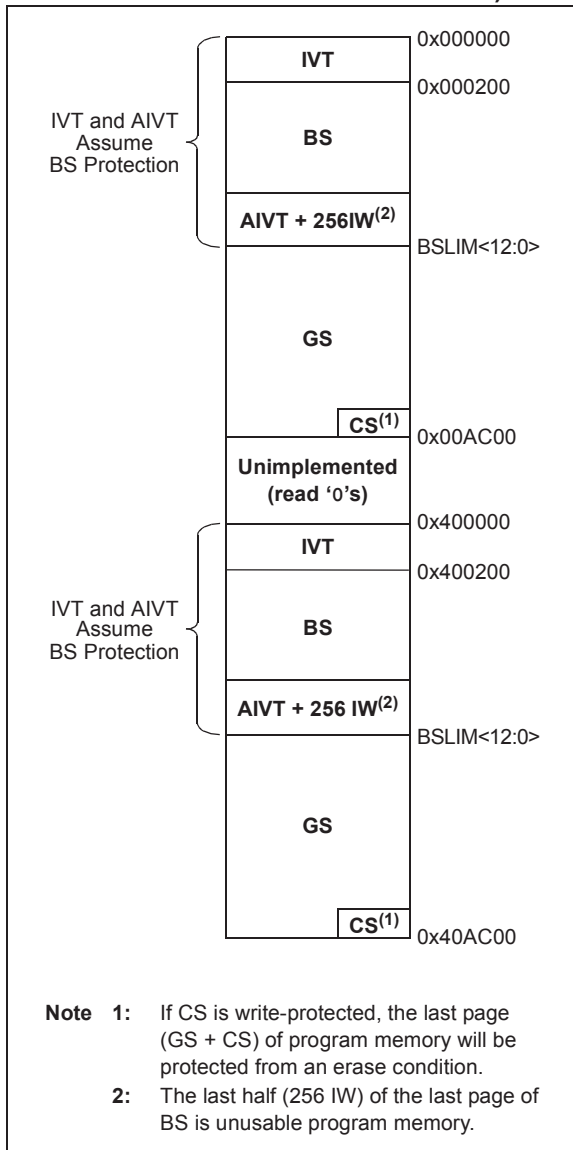 0x000000
IVT
0x000200
IVT and AIVT
Assume
BS Protection
BS
AIVT + 256IW(2)
BSLIM<12:0>
GS
CS(1)
0x00AC00
Unimplemented
(read ‘0’s)
0x400000
IVT
0x400200
IVT and AIVT
Assume
BS Protection
BS
AIVT + 256 IW(2)
BSLIM<12:0>
GS
CS(1)
0x40AC00
Note 1: If CS is write-protected, the last page
(GS + CS) of program memory will be
protected from an erase condition.
2: The last half (256 IW) of the last page of
BS is unusable program memory.